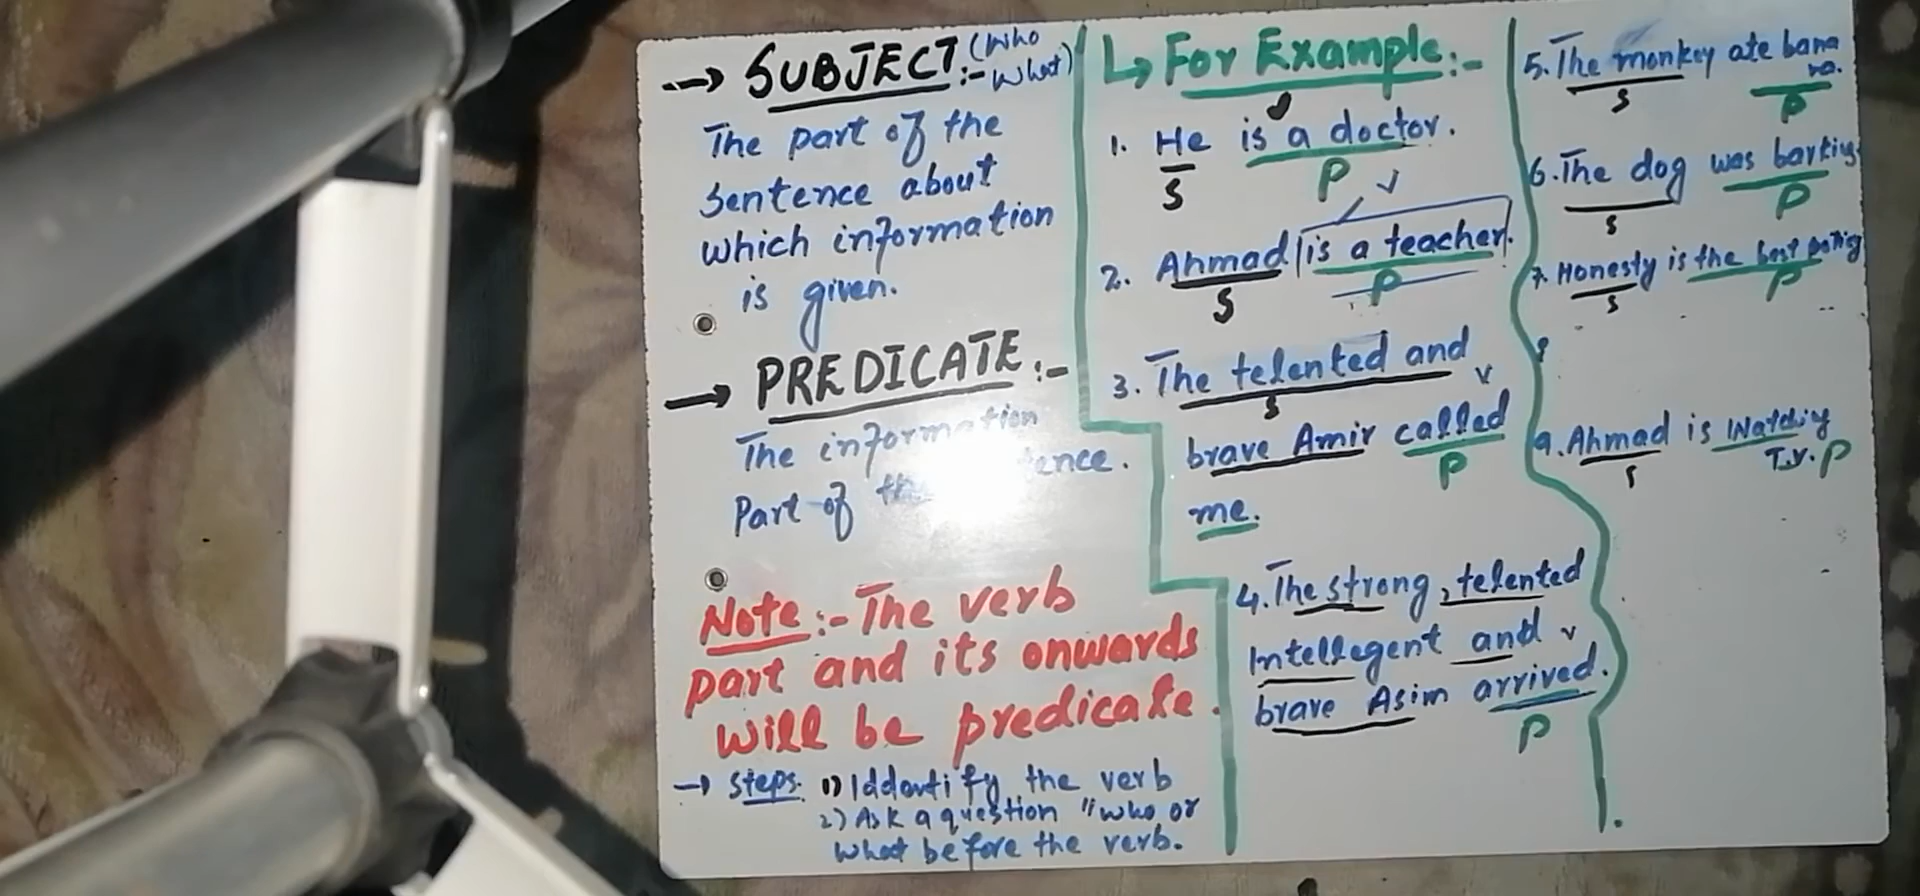 → SUBJECT :- (Who
What)
The part of the
sentence about
which information
is given.
→ PREDICATE :-
The information
Part of the tence.
Note :- The verb
part and its onwards
will be predicate.
→ Steps. 1) Iddentify the verb
2) Ask a question "who or
what before the verb.
↳ For Example :-
1. He is a doctor.
S P
2. Ahmad is a teacher.
S P
3. The telented and
S
brave Amir called
P
me.
4. The strong, telented
Intellegent and
brave Asim arrived.
P
5. The monkey ate bana
na.
S P
6. The dog was barking
S P
7. Honesty is the best
S P
9. Ahmad is Watching
S T.V. P